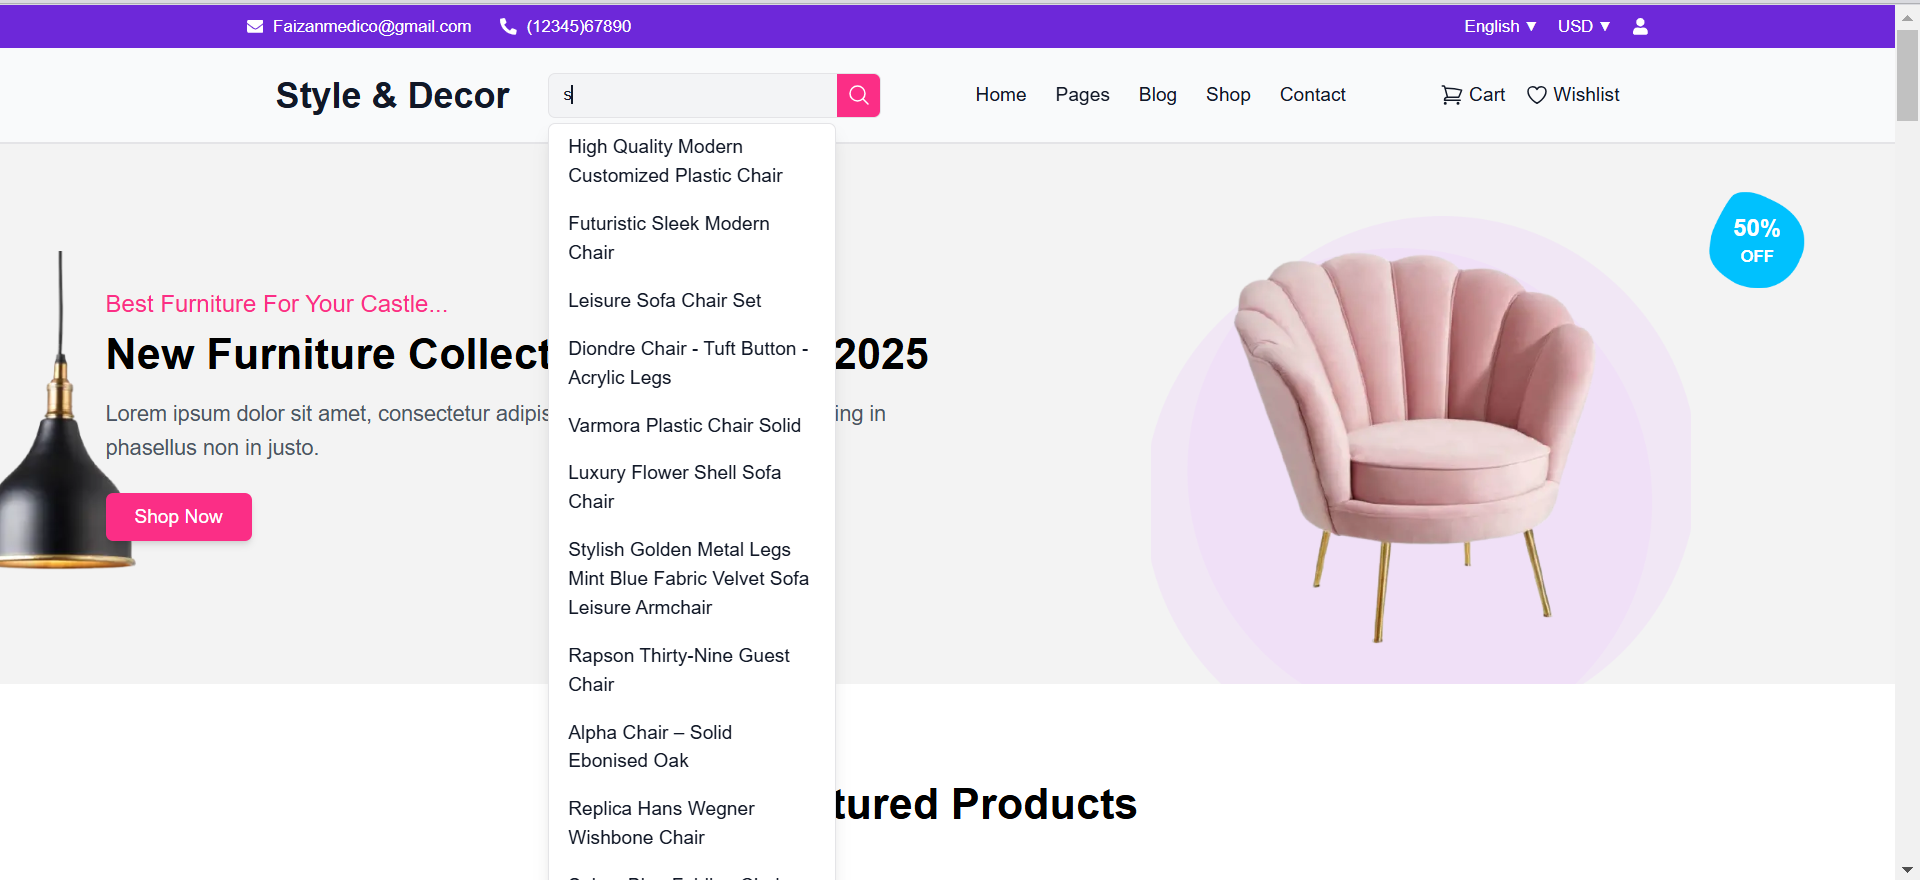 Faizanmedico@gmail.com (12345)67890 English ▼ USD ▼
Style & Decor s Home Pages Blog Shop Contact Cart Wishlist
High Quality Modern
Customized Plastic Chair
Futuristic Sleek Modern
Chair
Leisure Sofa Chair Set
Diondre Chair - Tuft Button -
Acrylic Legs
Varmora Plastic Chair Solid
Luxury Flower Shell Sofa
Chair
Stylish Golden Metal Legs
Mint Blue Fabric Velvet Sofa
Leisure Armchair
Rapson Thirty-Nine Guest
Chair
Alpha Chair – Solid
Ebonised Oak
Replica Hans Wegner
Wishbone Chair
Best Furniture For Your Castle...
New Furniture Collect 2025
Lorem ipsum dolor sit amet, consectetur adipis ing in
phasellus non in justo.
Shop Now
50%
OFF
tured Products